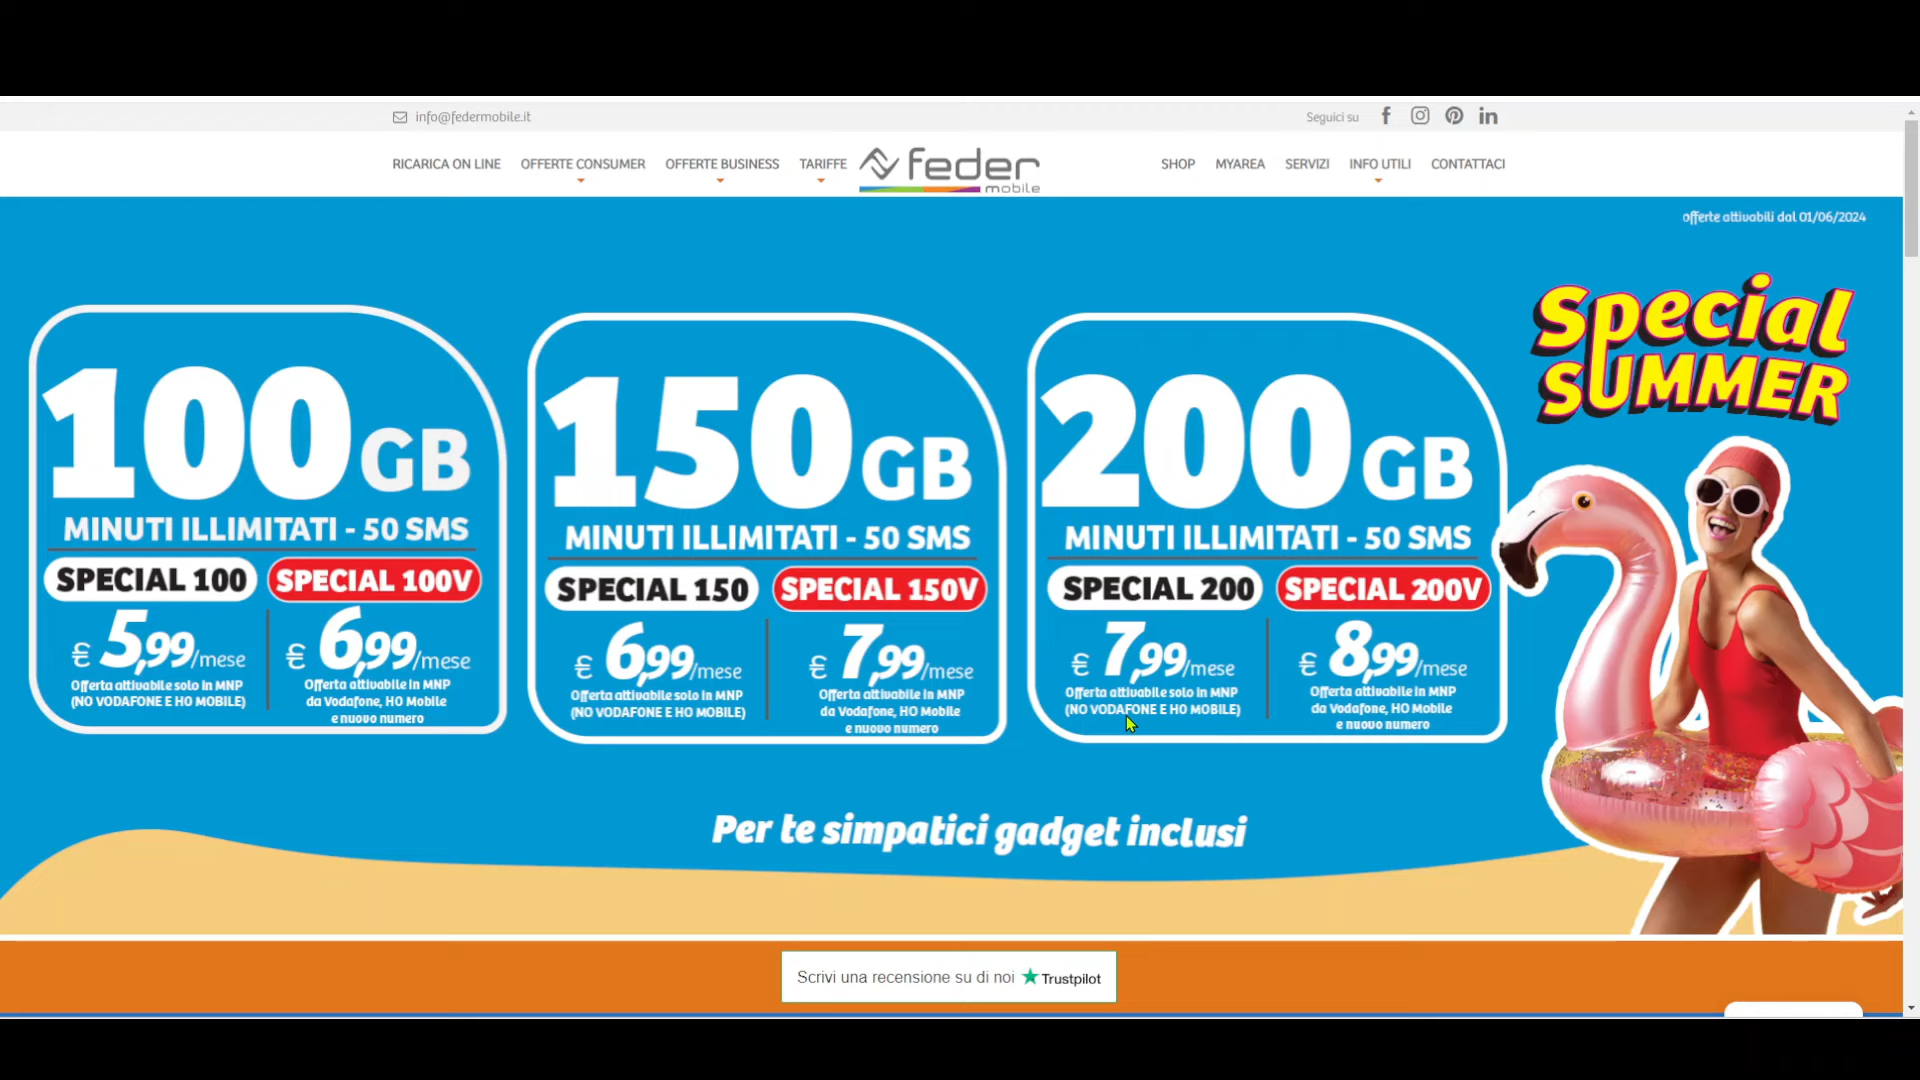 info@federmobile.it
Seguici su
RICARICA ON LINE OFFERTE CONSUMER OFFERTE BUSINESS TARIFFE
feder
mobile
SHOP MYAREA SERVIZI INFO UTILI CONTATTACI
offerte attivabili dal 01/06/2024
Special
SUMMER
100GB
MINUTI ILLIMITATI - 50 SMS
SPECIAL 100
€ 5,99/mese
Offerta attivabile solo in MNP
(NO VODAFONE E HO MOBILE)
SPECIAL 100V
€ 6,99/mese
Offerta attivabile in MNP
da Vodafone, HO Mobile
e nuovo numero
150GB
MINUTI ILLIMITATI - 50 SMS
SPECIAL 150
€ 6,99/mese
Offerta attivabile solo in MNP
(NO VODAFONE E HO MOBILE)
SPECIAL 150V
€ 7,99/mese
Offerta attivabile in MNP
da Vodafone, HO Mobile
e nuovo numero
200GB
MINUTI ILLIMITATI - 50 SMS
SPECIAL 200
€ 7,99/mese
Offerta attivabile solo in MNP
(NO VODAFONE E HO MOBILE)
SPECIAL 200V
€ 8,99/mese
Offerta attivabile in MNP
da Vodafone, HO Mobile
e nuovo numero
Per te simpatici gadget inclusi
Scrivi una recensione su di noi Trustpilot